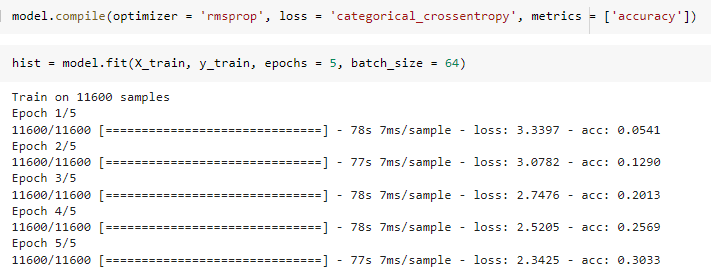 model.compile(optimizer = 'rmsprop', loss = 'categorical_crossentropy', metrics = ['accuracy'])
hist = model.fit(X_train, y_train, epochs = 5, batch_size = 64)
Train on 11600 samples
Epoch 1/5
11600/11600 [==============================] - 78s 7ms/sample - loss: 3.3397 - acc: 0.0541
Epoch 2/5
11600/11600 [==============================] - 77s 7ms/sample - loss: 3.0782 - acc: 0.1290
Epoch 3/5
11600/11600 [==============================] - 78s 7ms/sample - loss: 2.7476 - acc: 0.2013
Epoch 4/5
11600/11600 [==============================] - 78s 7ms/sample - loss: 2.5205 - acc: 0.2569
Epoch 5/5
11600/11600 [==============================] - 77s 7ms/sample - loss: 2.3425 - acc: 0.3033